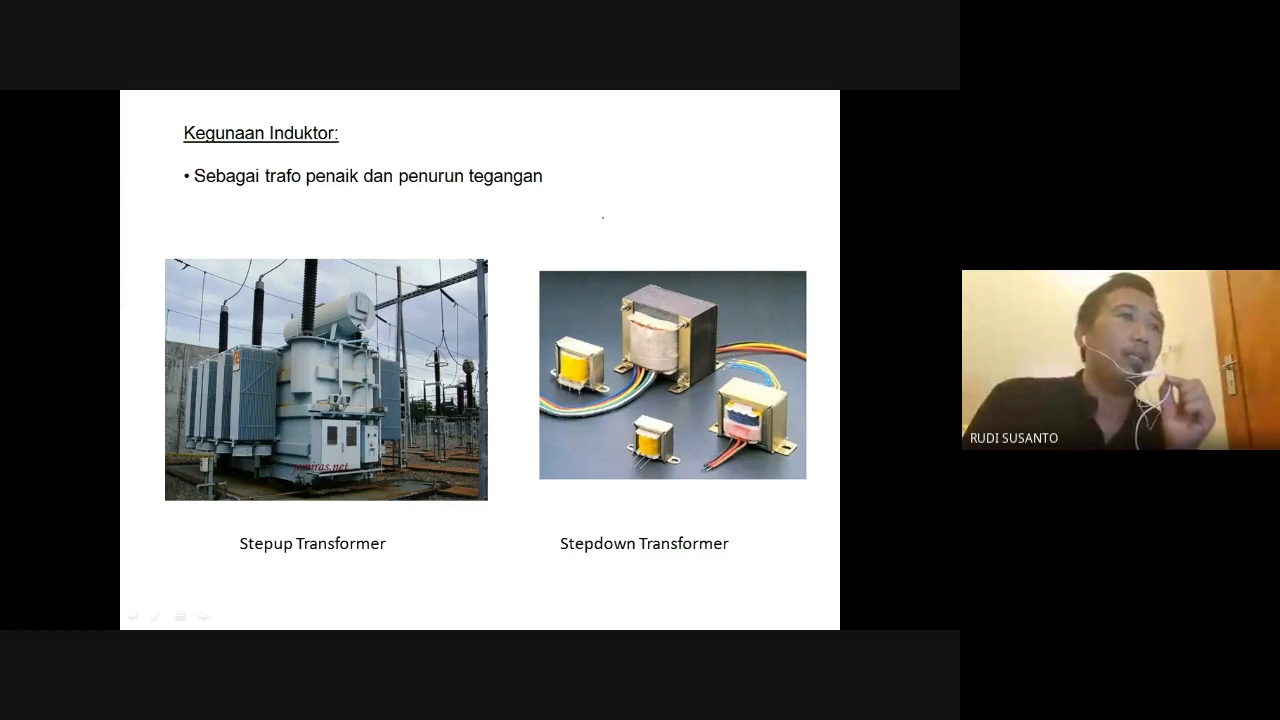 Kegunaan Induktor:
• Sebagai trafo penaik dan penurun tegangan
Stepup Transformer
Stepdown Transformer
RUDI SUSANTO